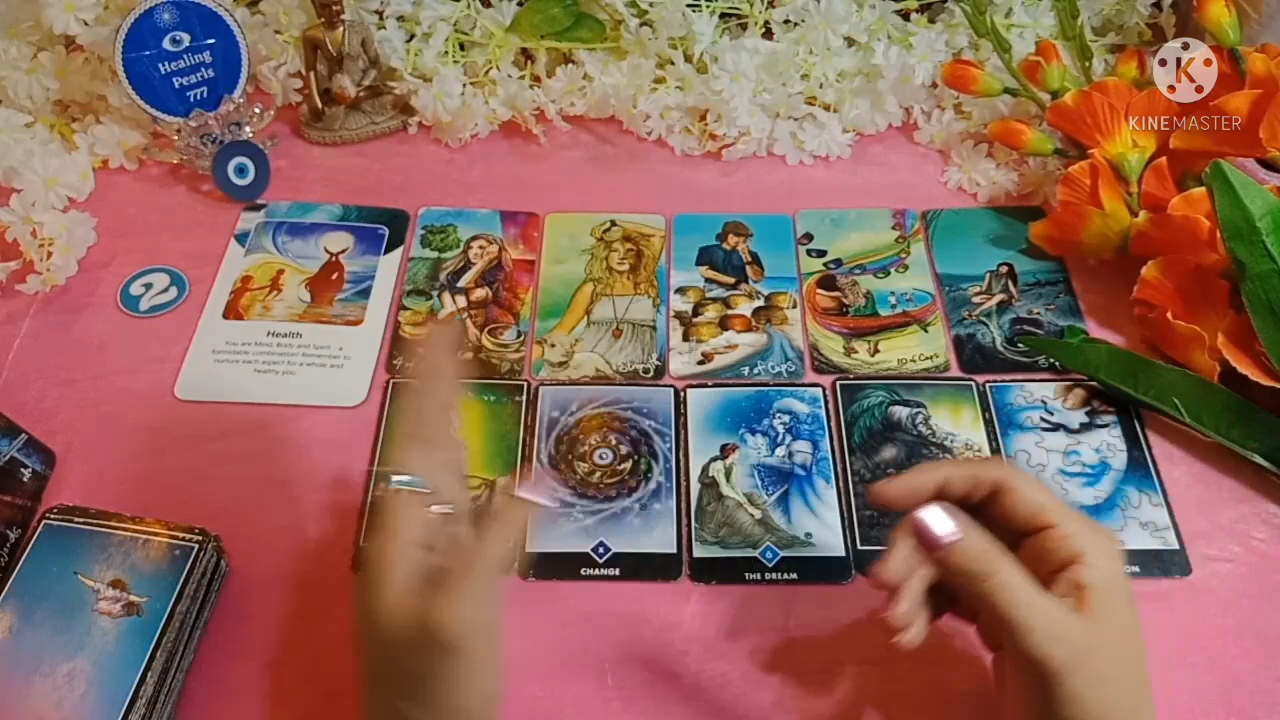 Healing
Pearls
777
K
KINEMASTER
2
Health
You are Mind, Body and Spirit - a
formidable combination! Remember to
nurture each aspect for a whole and
healthy you.
Strength
7 of Cups
10 of Cups
X
CHANGE
6
THE DREAM